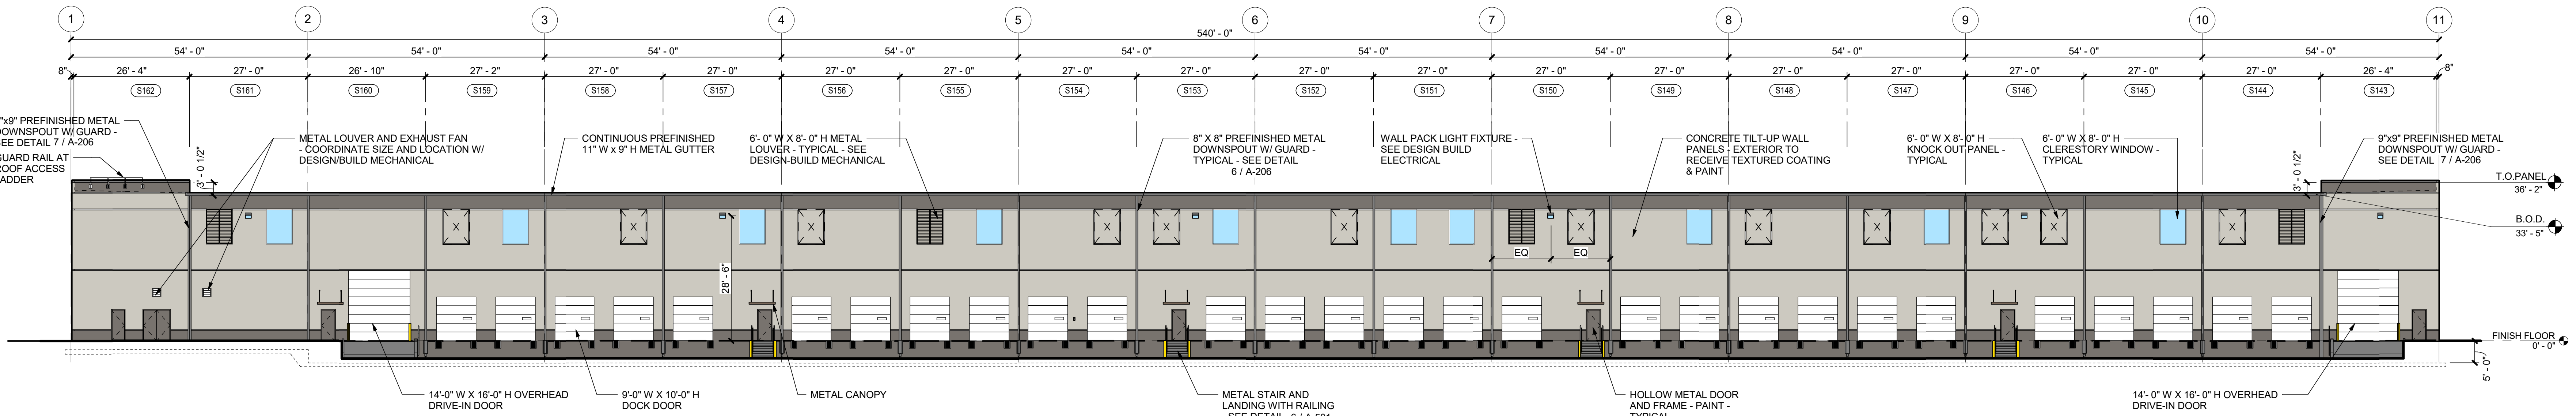 1 2 3 4 5 6 7 8 9 10 11
540' - 0"
54' - 0" 54' - 0" 54' - 0" 54' - 0" 54' - 0" 54' - 0" 54' - 0" 54' - 0" 54' - 0" 54' - 0"
8" 26' - 4" 27' - 0" 26' - 10" 27' - 2" 27' - 0" 27' - 0" 27' - 0" 27' - 0" 27' - 0" 27' - 0" 27' - 0" 27' - 0" 27' - 0" 27' - 0" 27' - 0" 27' - 0" 27' - 0" 27' - 0" 27' - 0" 26' - 4" 8"
S162 S161 S160 S159 S158 S157 S156 S155 S154 S153 S152 S151 S150 S149 S148 S147 S146 S145 S144 S143
"x9" PREFINISHED METAL
DOWNSPOUT W/ GUARD -
SEE DETAIL 7 / A-206
GUARD RAIL AT
ROOF ACCESS
LADDER
3' - 0 1/2"
METAL LOUVER AND EXHAUST FAN
- COORDINATE SIZE AND LOCATION W/
DESIGN/BUILD MECHANICAL
CONTINUOUS PREFINISHED
11" W x 9" H METAL GUTTER
6'- 0" W X 8'- 0" H METAL
LOUVER - TYPICAL - SEE
DESIGN-BUILD MECHANICAL
8" X 8" PREFINISHED METAL
DOWNSPOUT W/ GUARD -
TYPICAL - SEE DETAIL
6 / A-206
WALL PACK LIGHT FIXTURE -
SEE DESIGN BUILD
ELECTRICAL
CONCRETE TILT-UP WALL
PANELS - EXTERIOR TO
RECEIVE TEXTURED COATING
& PAINT
6'- 0" W X 8'- 0" H
KNOCK OUT PANEL -
TYPICAL
6'- 0" W X 8'- 0" H
CLERESTORY WINDOW -
TYPICAL
3' - 0 1/2"
9"x9" PREFINISHED METAL
DOWNSPOUT W/ GUARD -
SEE DETAIL 7 / A-206
T.O.PANEL
36' - 2"
B.O.D.
33' - 5"
28' - 6"
EQ EQ
FINISH FLOOR
0' - 0"
5' - 0"
14'-0" W X 16'-0" H OVERHEAD
DRIVE-IN DOOR
9'-0" W X 10'-0" H
DOCK DOOR
METAL CANOPY
METAL STAIR AND
LANDING WITH RAILING
- SEE DETAIL 6 / A-501
HOLLOW METAL DOOR
AND FRAME - PAINT -
TYPICAL
14'- 0" W X 16'- 0" H OVERHEAD
DRIVE-IN DOOR